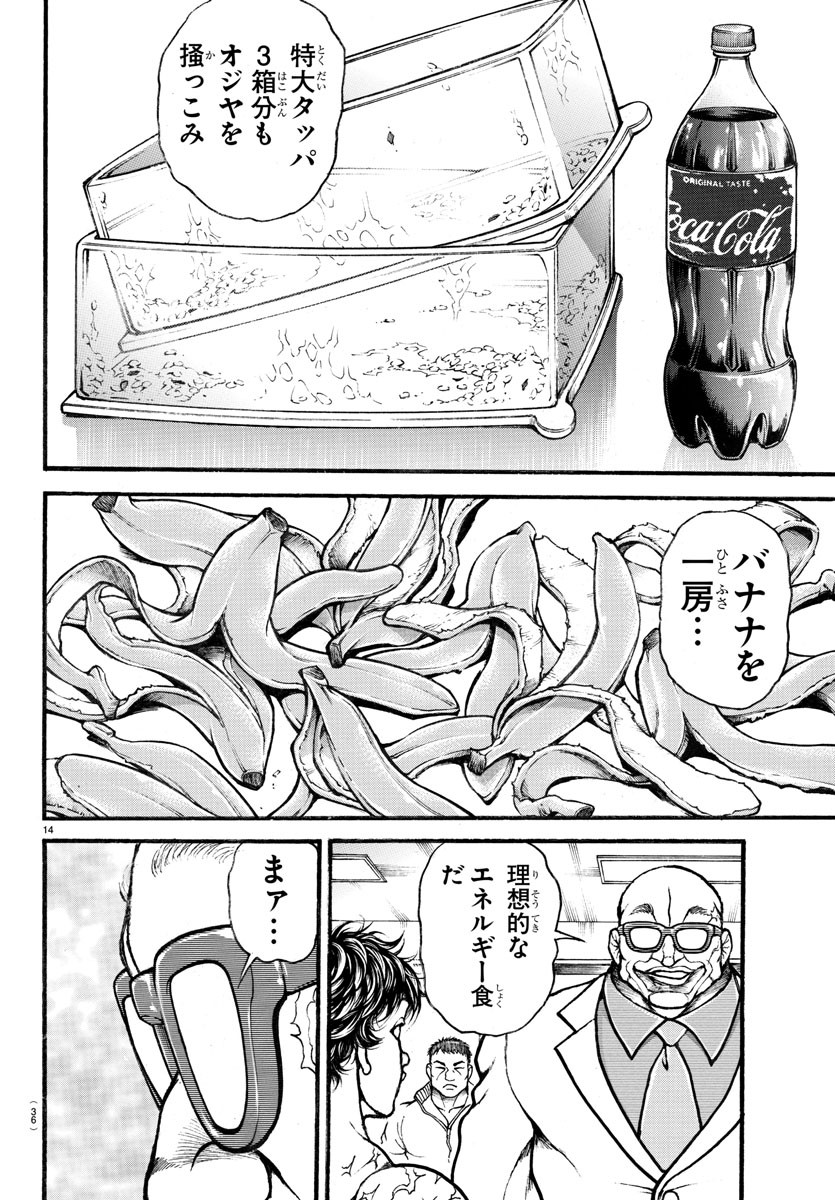 特大タッパ
3箱分も
オジヤを
掻っこみ
ORIGINAL TASTE
Coca-Cola
バナナを
一房…
理想的な
エネルギー食
だ
まァ…
14
(36)